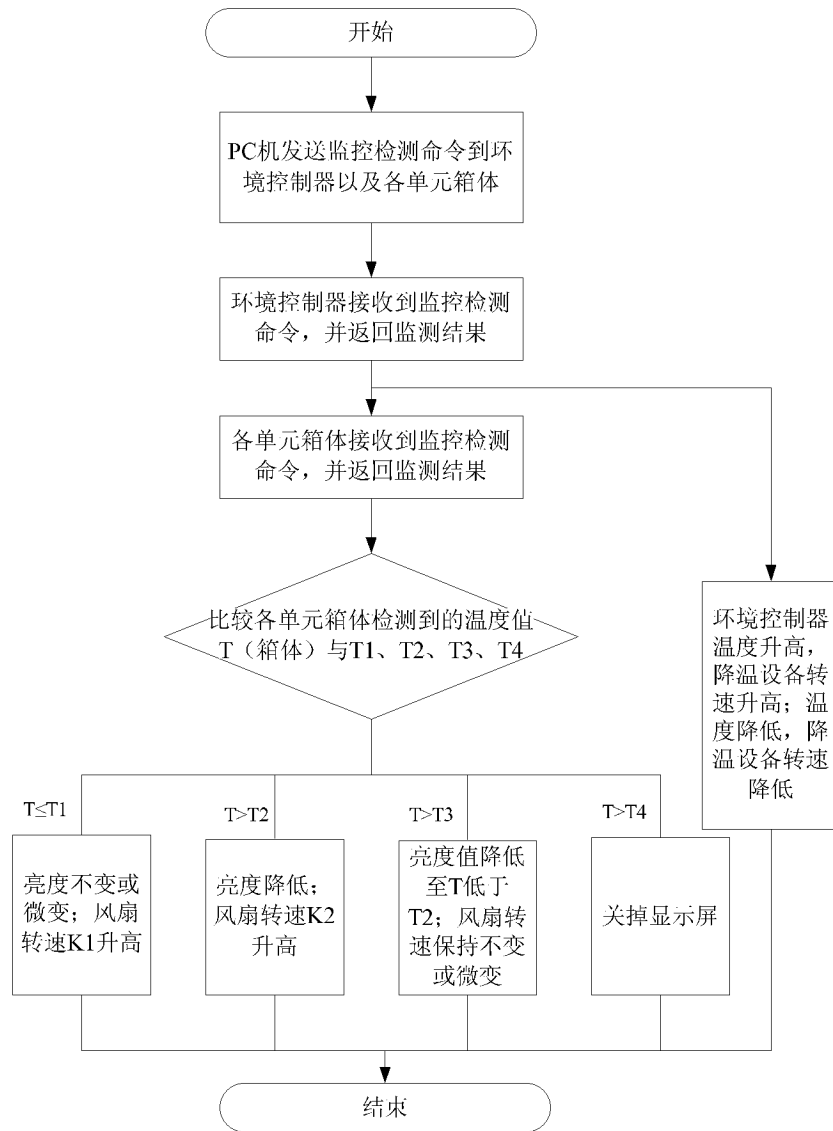 开始
PC机发送监控检测命令到环
境控制器以及各单元箱体
环境控制器接收到监控检测
命令，并返回监测结果
各单元箱体接收到监控检测
命令，并返回监测结果
比较各单元箱体检测到的温度值
T（箱体）与T1、T2、T3、T4
环境控制器
温度升高，
降温设备转
速升高；温
度降低，降
温设备转速
降低
T≤T1
亮度不变或
微变；风扇
转速K1升高
T>T2
亮度降低；
风扇转速K2
升高
T>T3
亮度值降低
至T低于
T2；风扇转
速保持不变
或微变
T>T4
关掉显示屏
结束